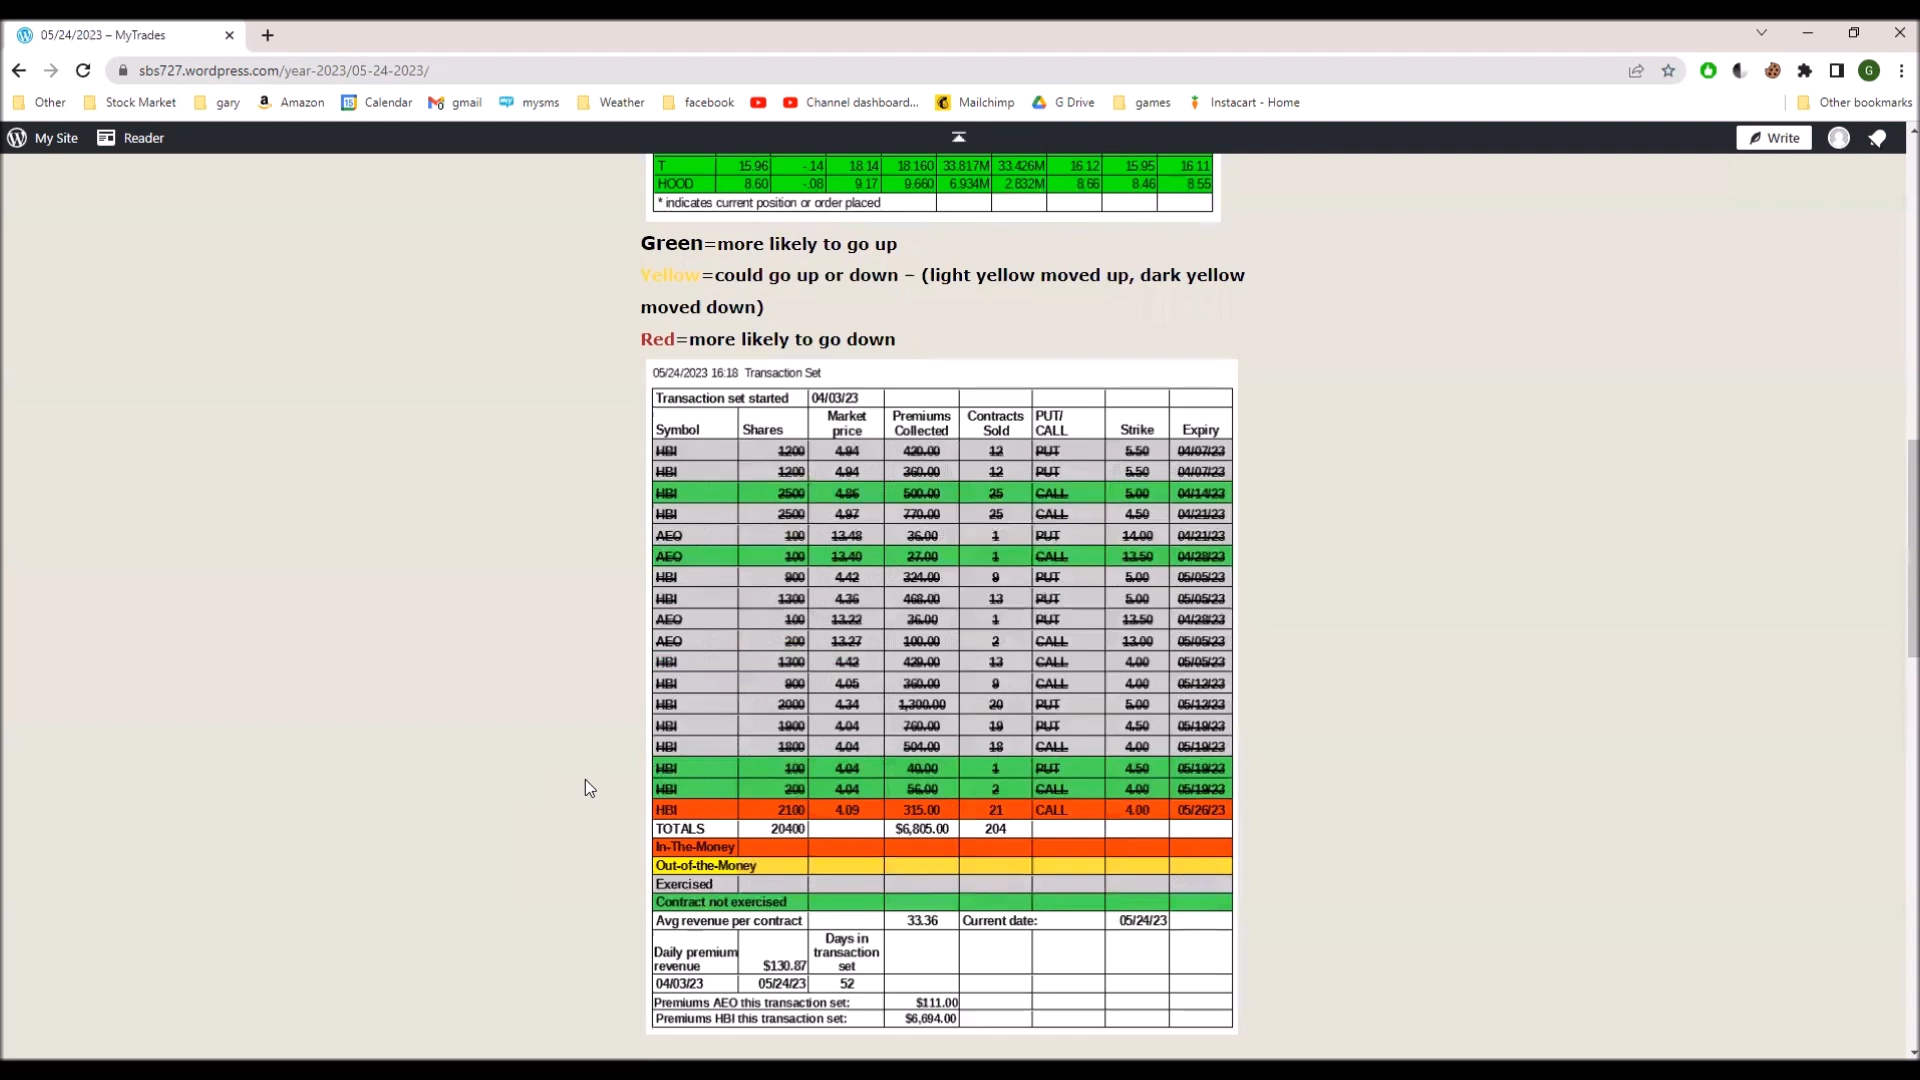 05/24/2023 – MyTrades
sbs727.wordpress.com/year-2023/05-24-2023/
G
Other Stock Market gary Amazon Calendar gmail mysms Weather facebook Channel dashboard... Mailchimp G Drive games Instacart - Home Other bookmarks
My Site Reader Write
T 15.96 -.14 18.14 18.160 33.817M 33.426M 16.12 15.95 16.11
HOOD 8.60 -.08 9.17 9.660 6.934M 2.832M 8.66 8.46 8.55
* indicates current position or order placed
Green=more likely to go up
Yellow=could go up or down – (light yellow moved up, dark yellow
moved down)
Red=more likely to go down
05/24/2023 16:18 Transaction Set
Transaction set started 04/03/23
Symbol Shares Market price Premiums Collected Contracts Sold PUT/ CALL Strike Expiry
HBI 1200 4.94 420.00 12 PUT 5.50 04/07/23
HBI 1200 4.94 360.00 12 PUT 5.50 04/07/23
HBI 2500 4.86 500.00 25 CALL 5.00 04/14/23
HBI 2500 4.97 770.00 25 CALL 4.50 04/21/23
AEO 100 13.48 36.00 1 PUT 14.00 04/21/23
AEO 100 13.40 27.00 1 CALL 13.50 04/28/23
HBI 900 4.42 324.00 9 PUT 5.00 05/05/23
HBI 1300 4.36 468.00 13 PUT 5.00 05/05/23
AEO 100 13.22 36.00 1 PUT 13.50 04/28/23
AEO 200 13.27 100.00 2 CALL 13.00 05/05/23
HBI 1300 4.42 429.00 13 CALL 4.00 05/05/23
HBI 900 4.05 360.00 9 CALL 4.00 05/12/23
HBI 2000 4.34 1,300.00 20 PUT 5.00 05/12/23
HBI 1900 4.04 760.00 19 PUT 4.50 05/19/23
HBI 1800 4.04 504.00 18 CALL 4.00 05/19/23
HBI 100 4.04 40.00 1 PUT 4.50 05/19/23
HBI 200 4.04 56.00 2 CALL 4.00 05/19/23
HBI 2100 4.09 315.00 21 CALL 4.00 05/26/23
TOTALS 20400 $6,805.00 204
In-The-Money
Out-of-the-Money
Exercised
Contract not exercised
Avg revenue per contract 33.36 Current date: 05/24/23
Daily premium revenue $130.87 Days in transaction set
04/03/23 05/24/23 52
Premiums AEO this transaction set: $111.00
Premiums HBI this transaction set: $6,694.00